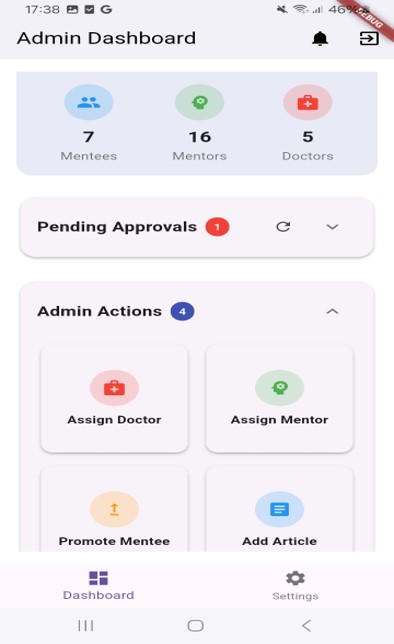 17:38 46%
DEBUG
Admin Dashboard
7 16 5
Mentees Mentors Doctors
Pending Approvals 1
Admin Actions 4
Assign Doctor Assign Mentor
Promote Mentee Add Article
Dashboard Settings